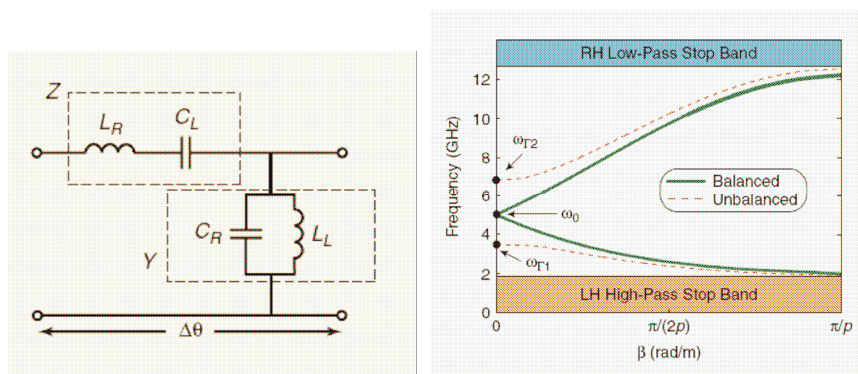 Z
L_R
C_L
C_R
L_L
Y
Δθ
RH Low-Pass Stop Band
12
10
8
6
4
2
0
Frequency (GHz)
ω_Γ2
ω_0
ω_Γ1
Balanced
Unbalanced
LH High-Pass Stop Band
0
π/(2p)
π/p
β (rad/m)